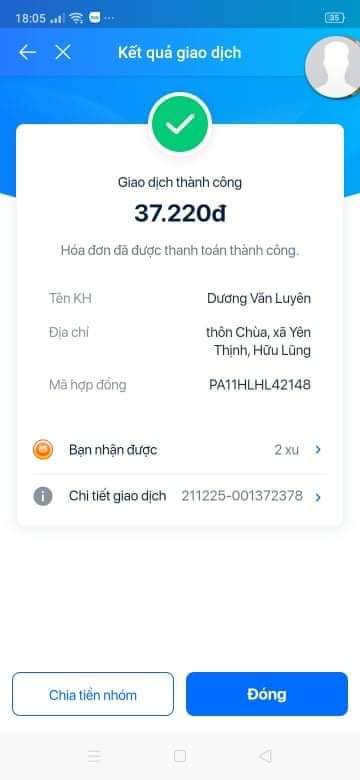 18:05
35
Kết quả giao dịch
Giao dịch thành công
37.220đ
Hóa đơn đã được thanh toán thành công.
Tên KH Dương Văn Luyên
Địa chỉ thôn Chùa, xã Yên
Thịnh, Hữu Lũng
Mã hợp đồng PA11HLHL42148
Bạn nhận được 2 xu
Chi tiết giao dịch 211225-001372378
Chia tiền nhóm
Đóng